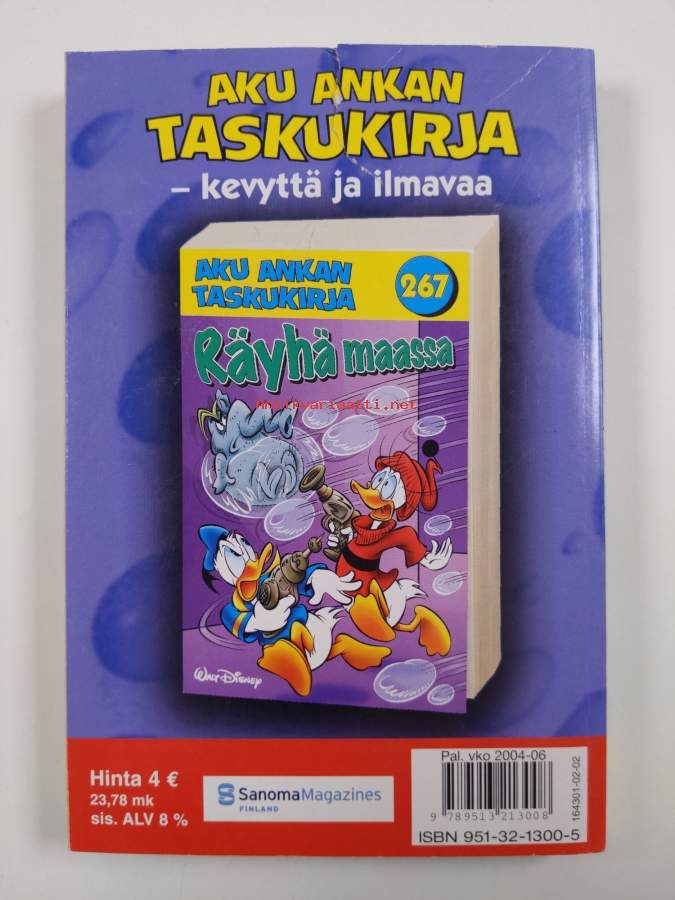 AKU ANKAN
TASKUKIRJA
– kevyttä ja ilmavaa
AKU ANKAN
TASKUKIRJA
267
Räyhä maassa
Antikvariaatti.net
WALT DISNEY
Hinta 4 €
23,78 mk
sis. ALV 8 %
SanomaMagazines
FINLAND
Pal. vko 2004-06
9 789513 213008
ISBN 951-32-1300-5
164301-02-02